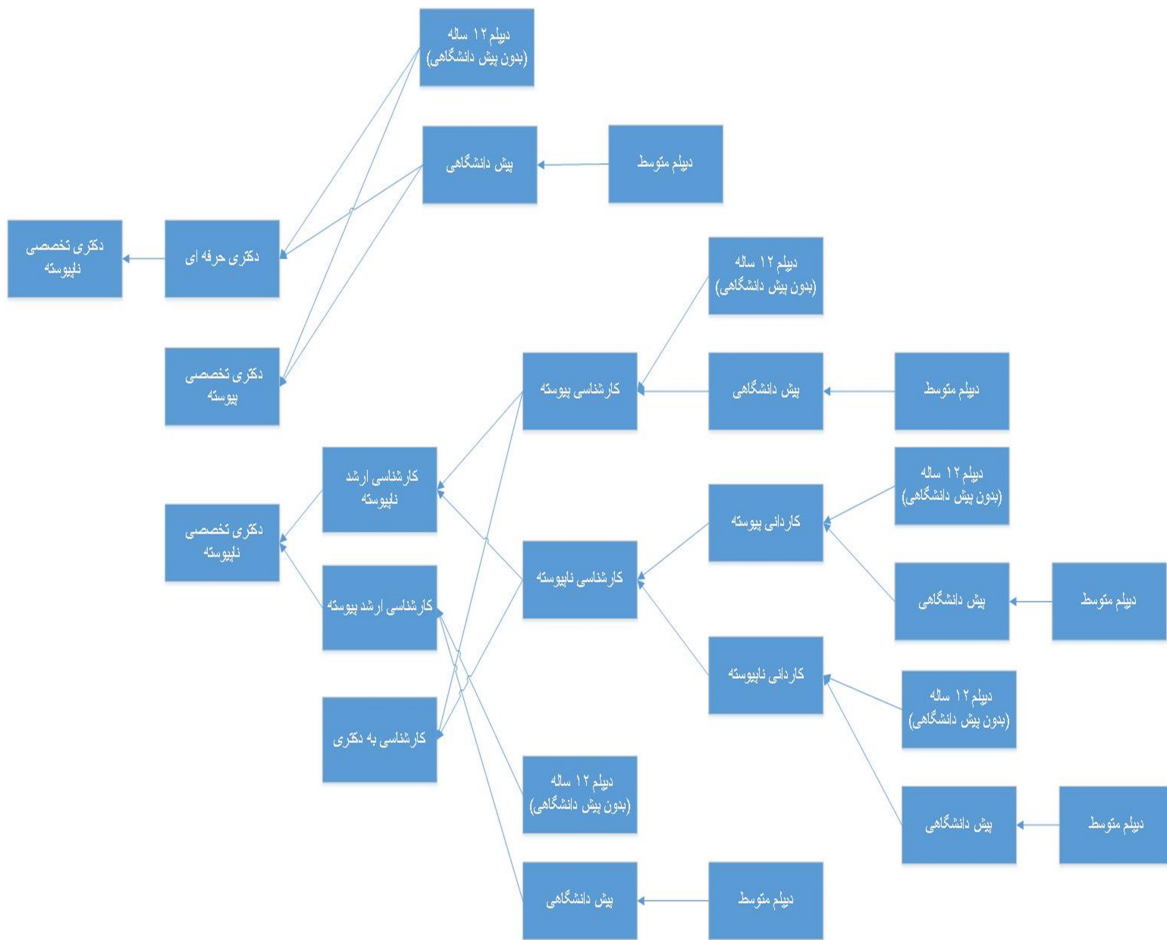 دیپلم ۱۲ ساله
(بدون پیش دانشگاهی)
دیپلم متوسط
پیش دانشگاهی
دکتری حرفه ای
دکتری تخصصی
ناپیوسته
دیپلم ۱۲ ساله
(بدون پیش دانشگاهی)
دیپلم متوسط
پیش دانشگاهی
کارشناسی پیوسته
دکتری تخصصی
پیوسته
دیپلم ۱۲ ساله
(بدون پیش دانشگاهی)
کاردانی پیوسته
کارشناسی ارشد
ناپیوسته
دکتری تخصصی
ناپیوسته
دیپلم متوسط
پیش دانشگاهی
کارشناسی ناپیوسته
کارشناسی ارشد پیوسته
دیپلم ۱۲ ساله
(بدون پیش دانشگاهی)
کاردانی ناپیوسته
کارشناسی به دکتری
دیپلم متوسط
پیش دانشگاهی
دیپلم ۱۲ ساله
(بدون پیش دانشگاهی)
دیپلم متوسط
پیش دانشگاهی